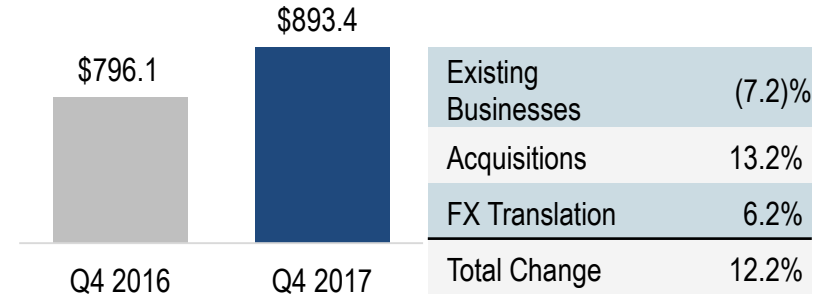 $796.1
$893.4
Q4 2016
Q4 2017
Existing
Businesses
(7.2)%
Acquisitions 13.2%
FX Translation 6.2%
Total Change 12.2%